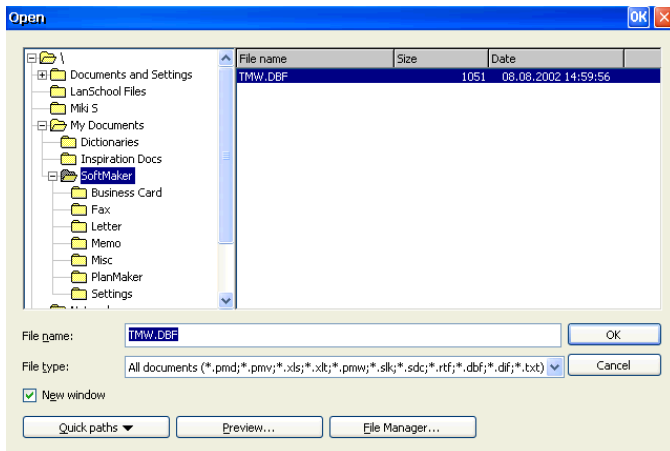 Open OK
\
Documents and Settings
LanSchool Files
Miki S
My Documents
Dictionaries
Inspiration Docs
SoftMaker
Business Card
Fax
Letter
Memo
Misc
PlanMaker
Settings
File name Size Date
TMW.DBF 1051 08.08.2002 14:59:56
File name: TMW.DBF OK
File type: All documents (*.pmd;*.pmv;*.xls;*.xlt;*.pmw;*.slk;*.sdc;*.rtf;*.dbf;*.dif;*.txt) Cancel
New window
Quick paths Preview... File Manager...